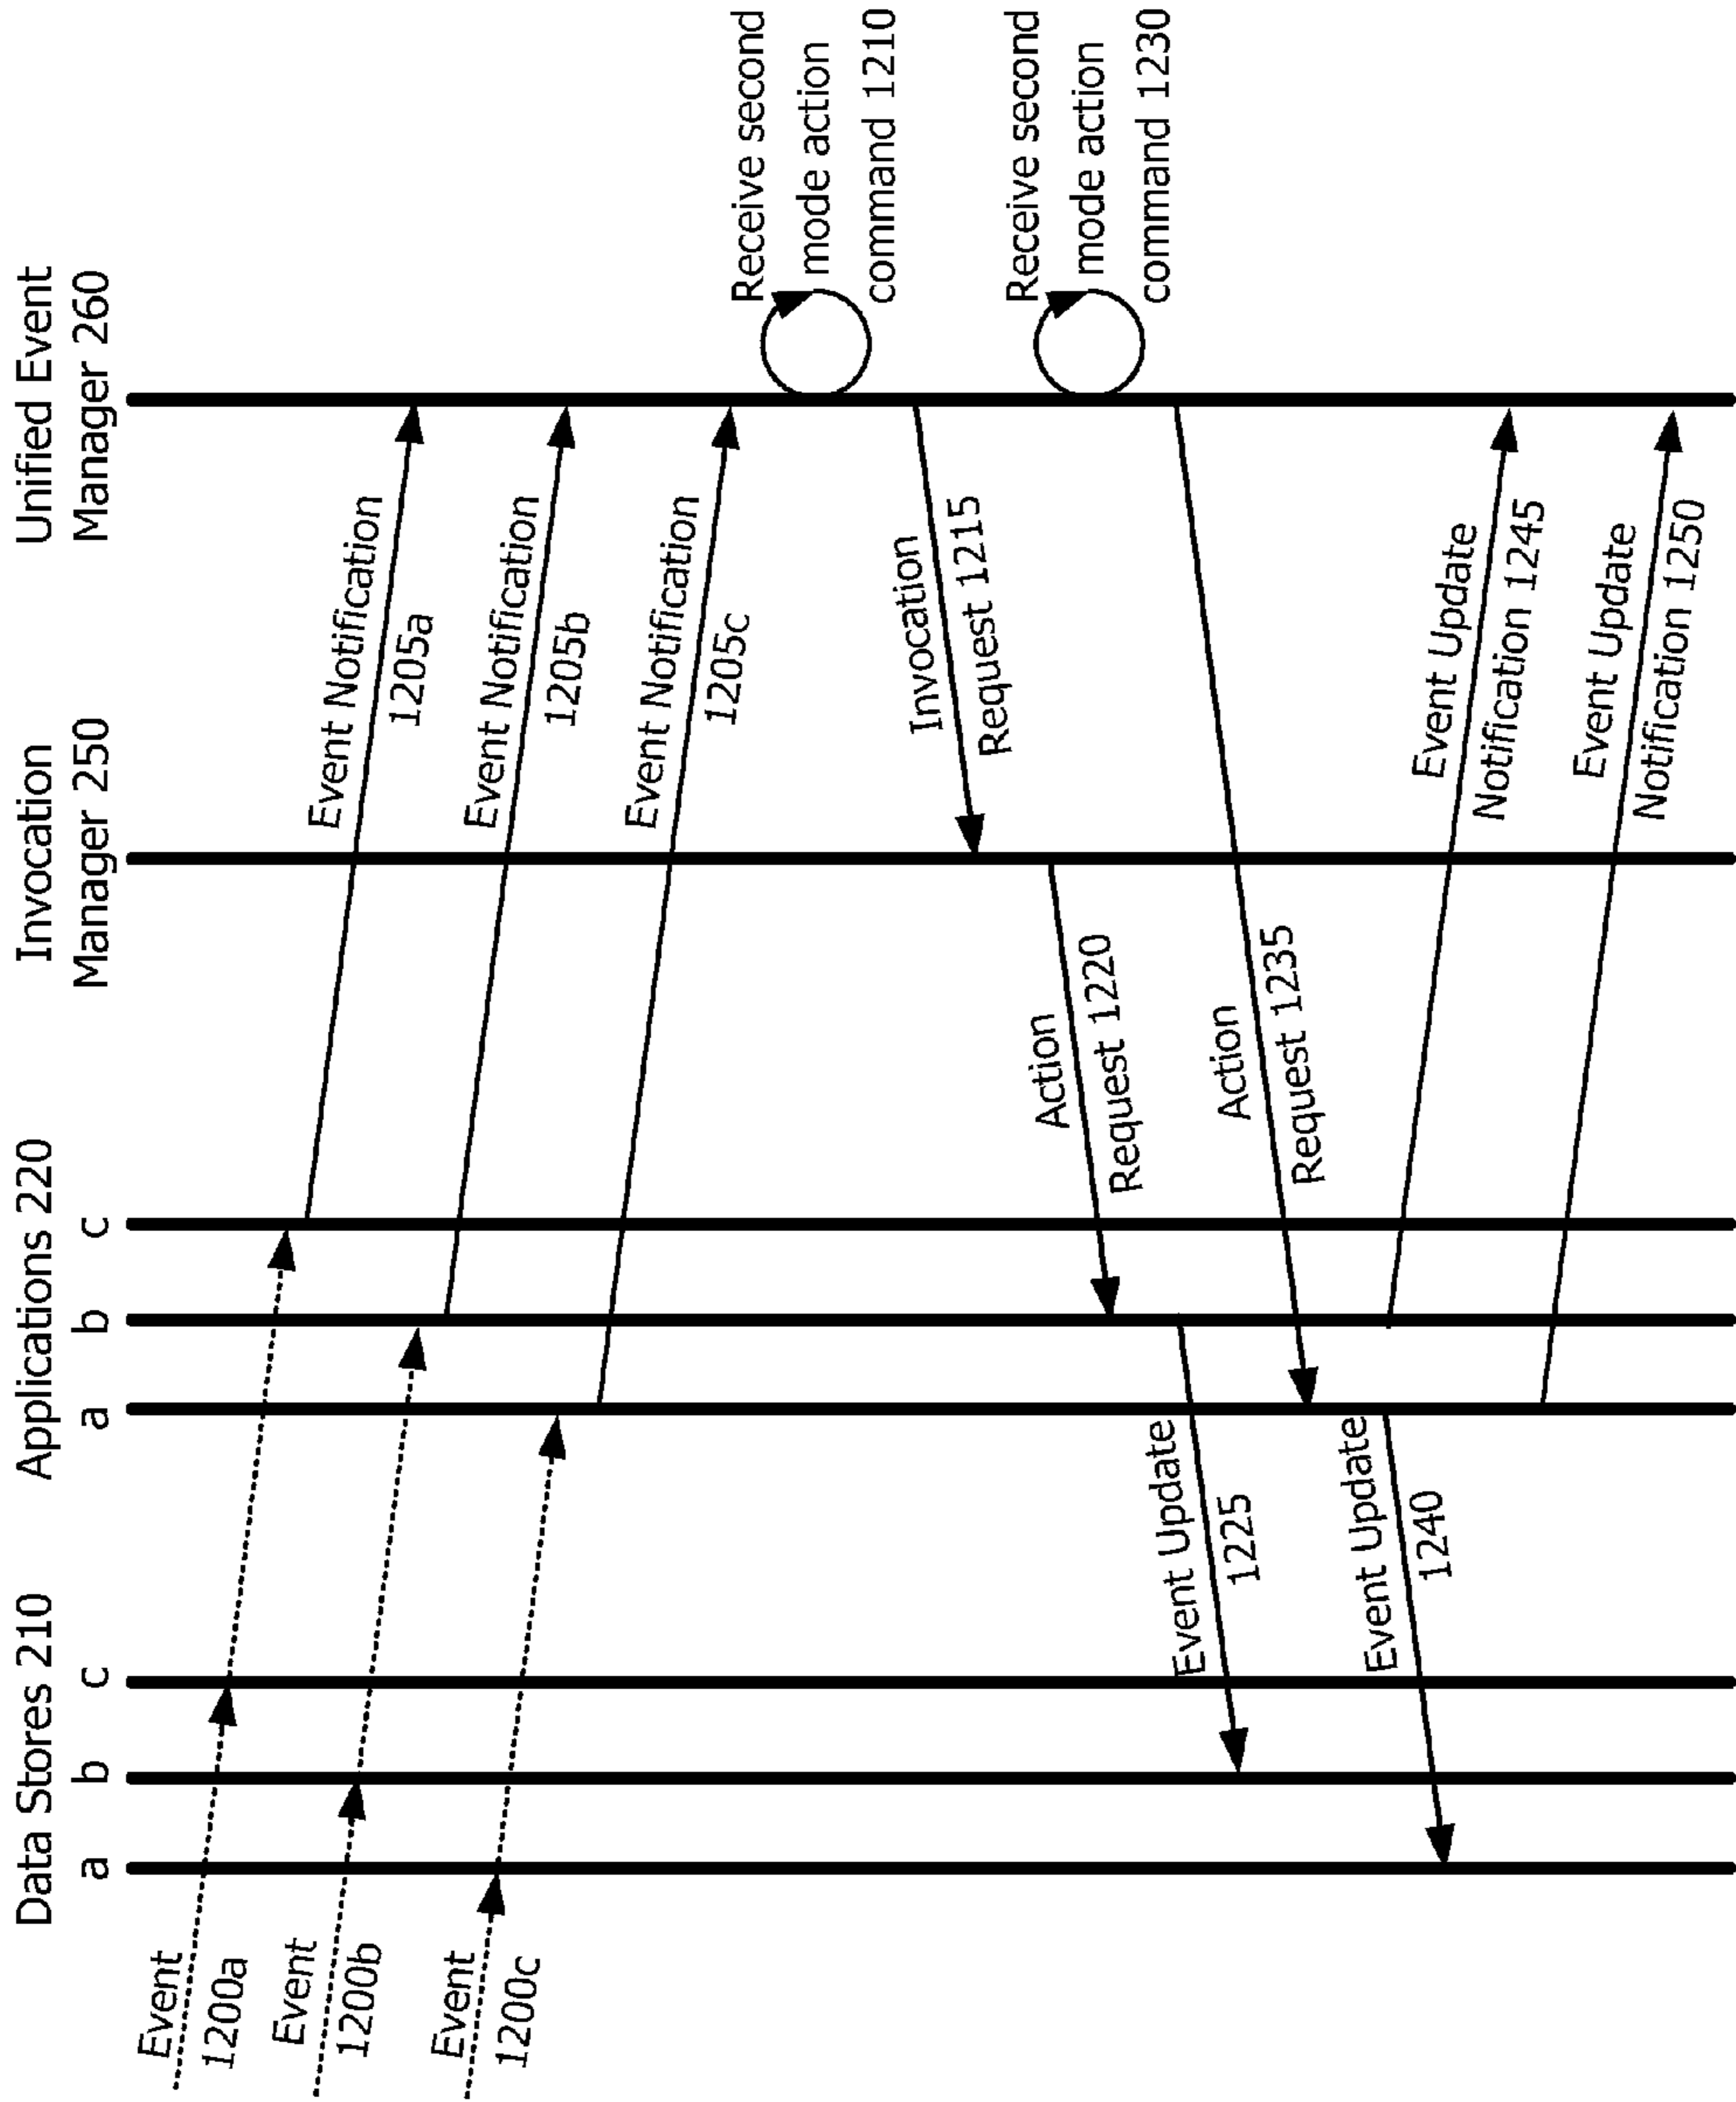 Data Stores 210
a
b
c
Applications 220
a
b
c
Invocation
Manager 250
Unified Event
Manager 260
Event
1200a
Event Notification
1205a
Event
1200b
Event Notification
1205b
Event
1200c
Event Notification
1205c
Receive second
mode action
command 1210
Invocation
Request 1215
Action
Request 1220
Receive second
mode action
command 1230
Event Update
1225
Action
Request 1235
Event Update
1240
Event Update
Notification 1245
Event Update
Notification 1250